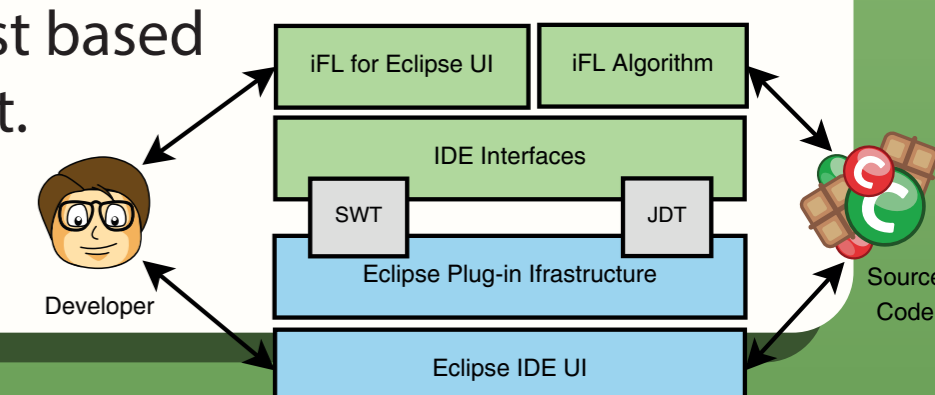 st based
t.
iFL for Eclipse UI
iFL Algorithm
IDE Interfaces
SWT
JDT
Eclipse Plug-in Ifrastructure
Eclipse IDE UI
Developer
Source
Code
C
C